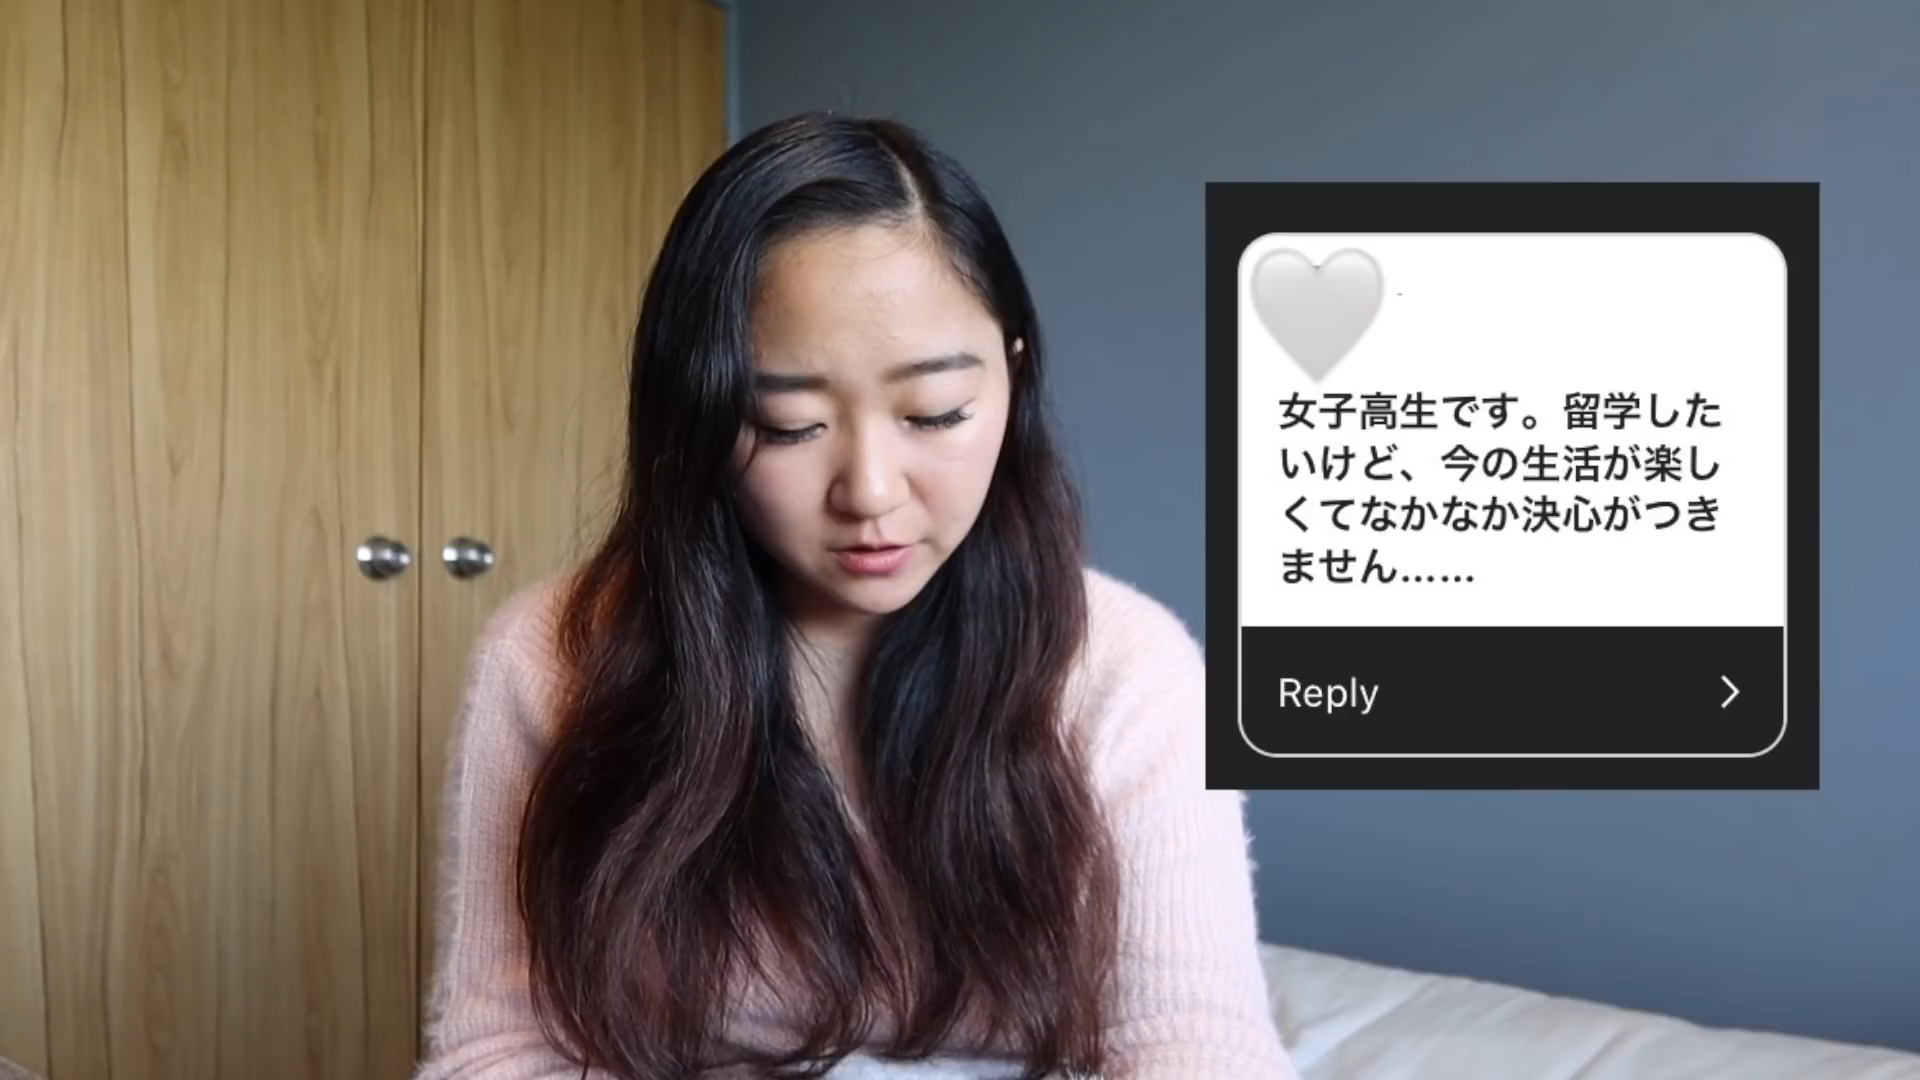 女子高生です。留学した
いけど、今の生活が楽し
くてなかなか決心がつき
ません……
Reply